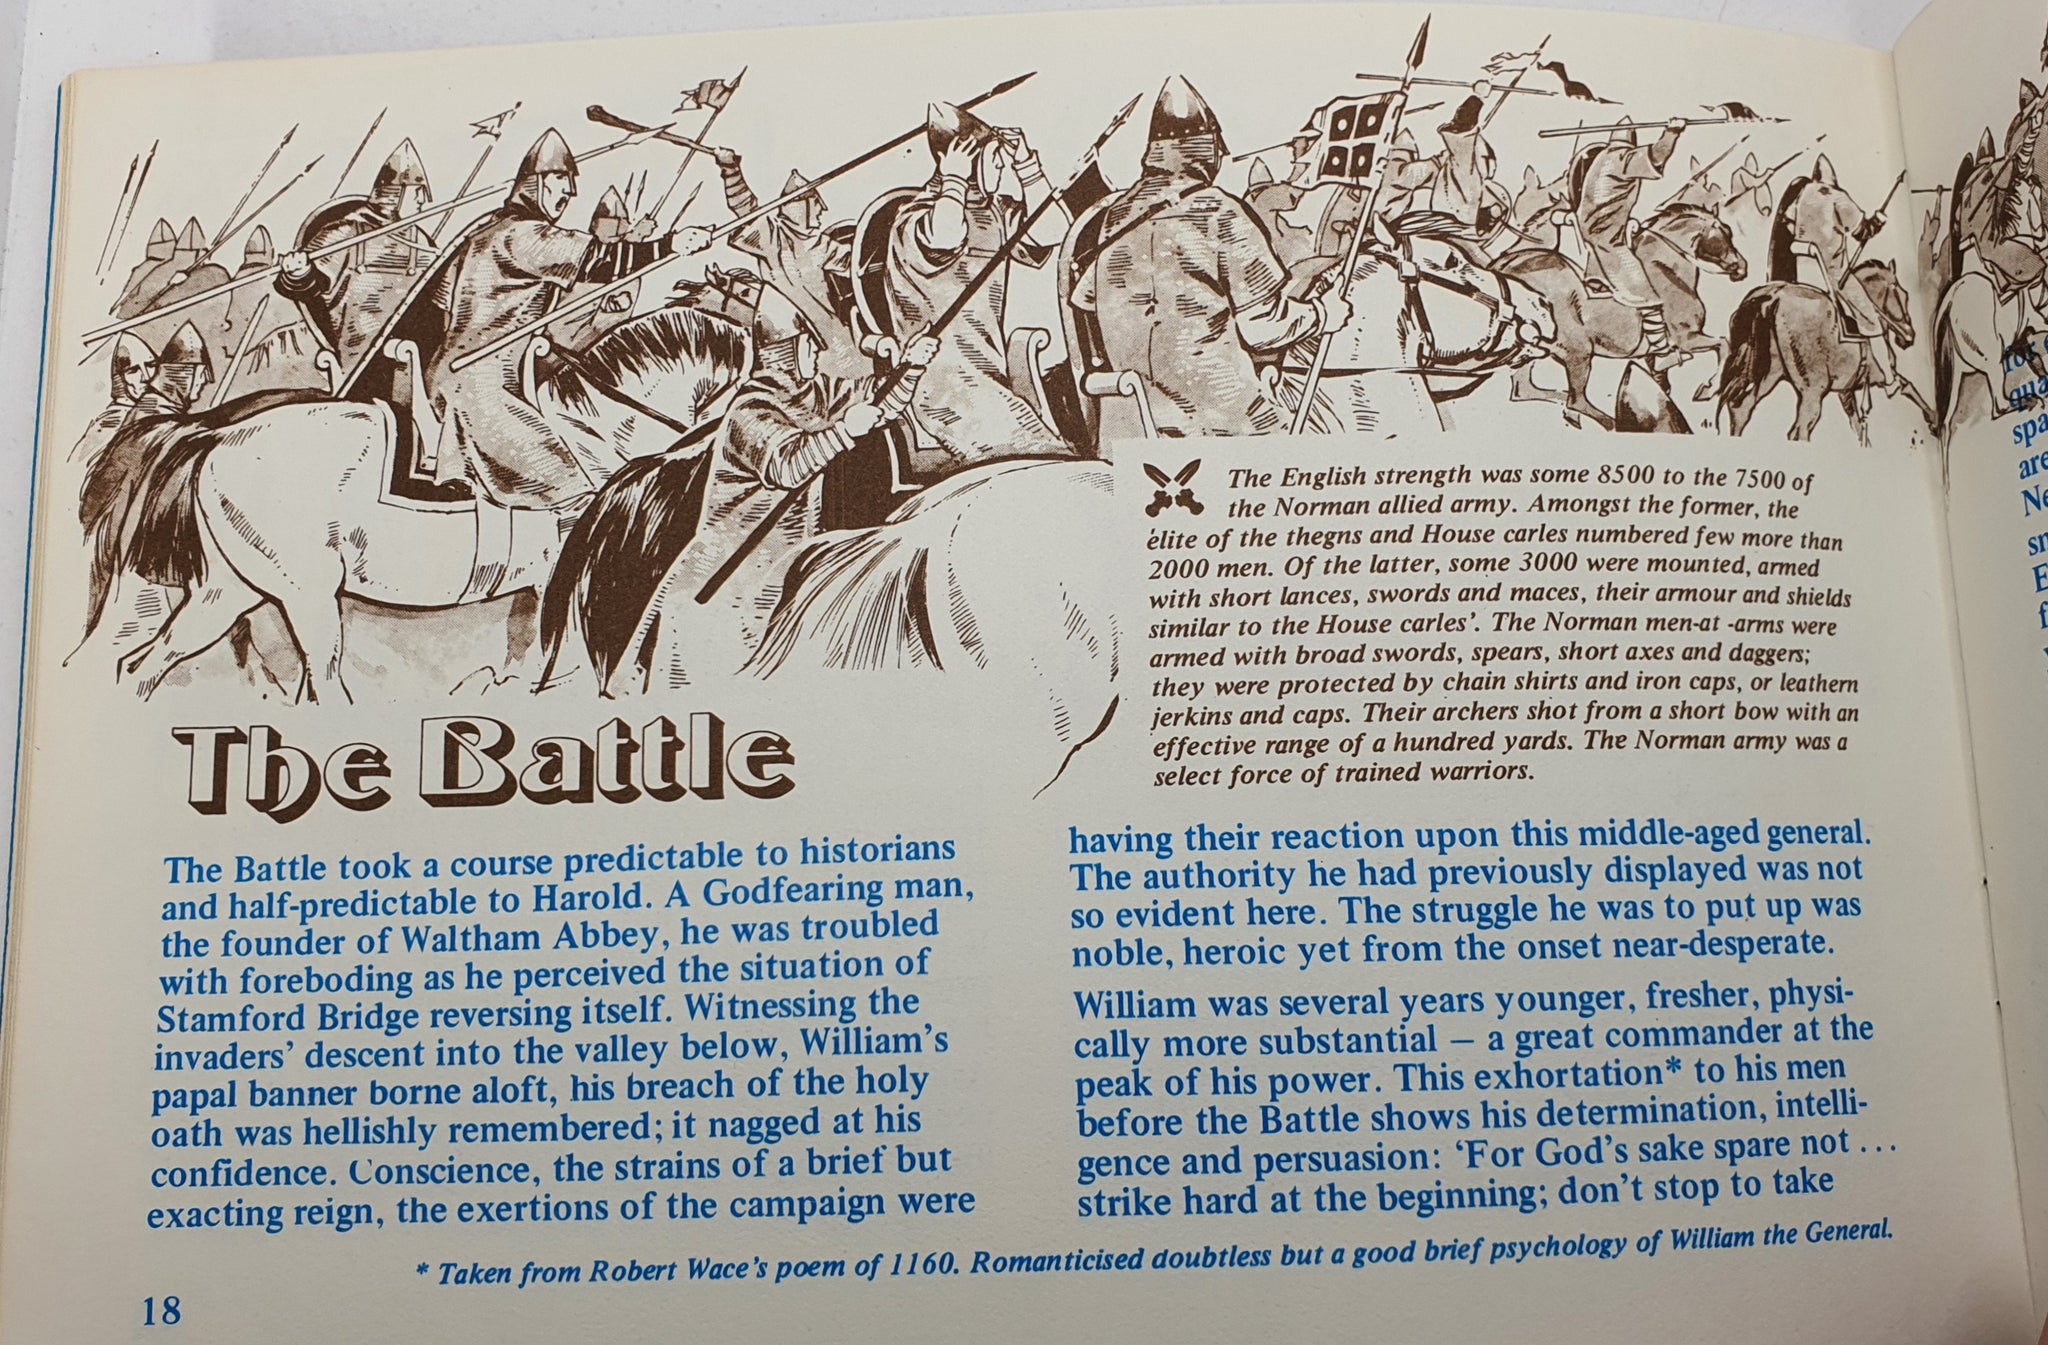 The English strength was some 8500 to the 7500 of
the Norman allied army. Amongst the former, the
élite of the thegns and House carles numbered few more than
2000 men. Of the latter, some 3000 were mounted, armed
with short lances, swords and maces, their armour and shields
similar to the House carles'. The Norman men-at -arms were
armed with broad swords, spears, short axes and daggers;
they were protected by chain shirts and iron caps, or leathern
jerkins and caps. Their archers shot from a short bow with an
effective range of a hundred yards. The Norman army was a
select force of trained warriors.
The Battle
The Battle took a course predictable to historians
and half-predictable to Harold. A Godfearing man,
the founder of Waltham Abbey, he was troubled
with foreboding as he perceived the situation of
Stamford Bridge reversing itself. Witnessing the
invaders' descent into the valley below, William's
papal banner borne aloft, his breach of the holy
oath was hellishly remembered; it nagged at his
confidence. Conscience, the strains of a brief but
exacting reign, the exertions of the campaign were
having their reaction upon this middle-aged general.
The authority he had previously displayed was not
so evident here. The struggle he was to put up was
noble, heroic yet from the onset near-desperate.
William was several years younger, fresher, physi-
cally more substantial – a great commander at the
peak of his power. This exhortation* to his men
before the Battle shows his determination, intelli-
gence and persuasion: 'For God's sake spare not ...
strike hard at the beginning; don't stop to take
* Taken from Robert Wace's poem of 1160. Romanticised doubtless but a good brief psychology of William the General.
18